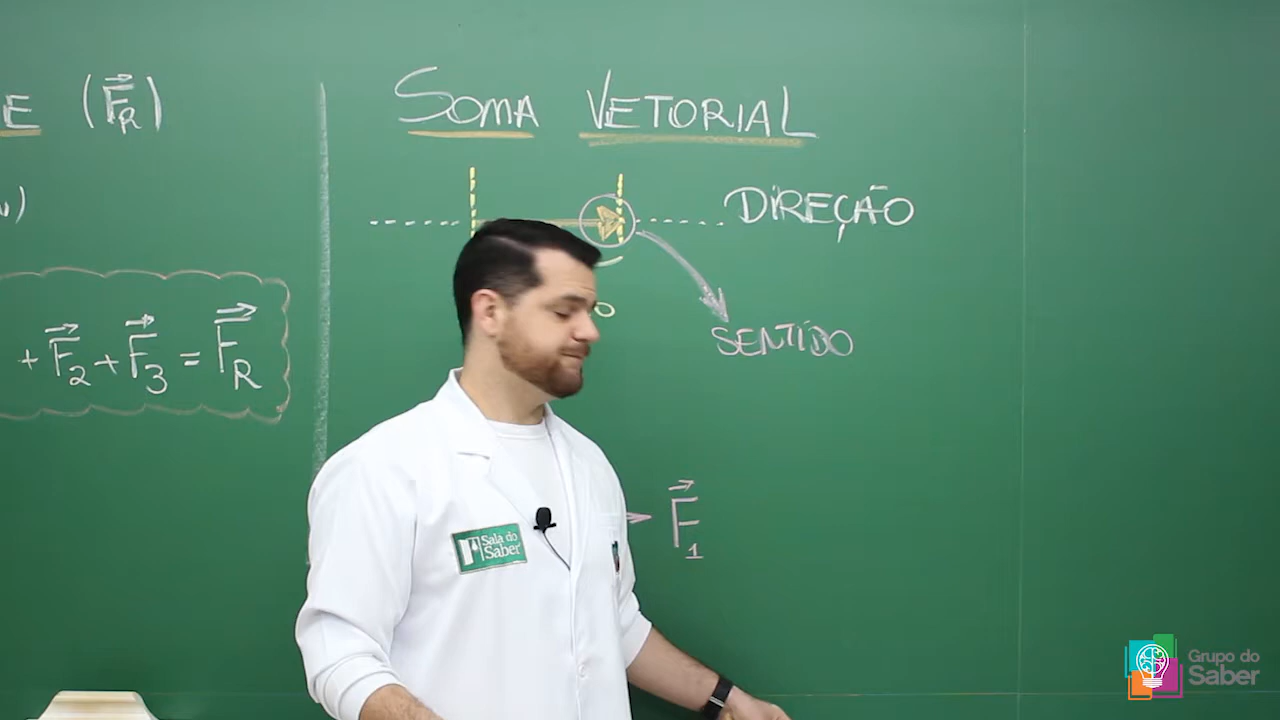 E (F⃗R)
+ F⃗2 + F⃗3 = F⃗R
SOMA VETORIAL
DIREÇÃO
SENTIDO
F⃗1
Sala do
Saber
Grupo do
Saber